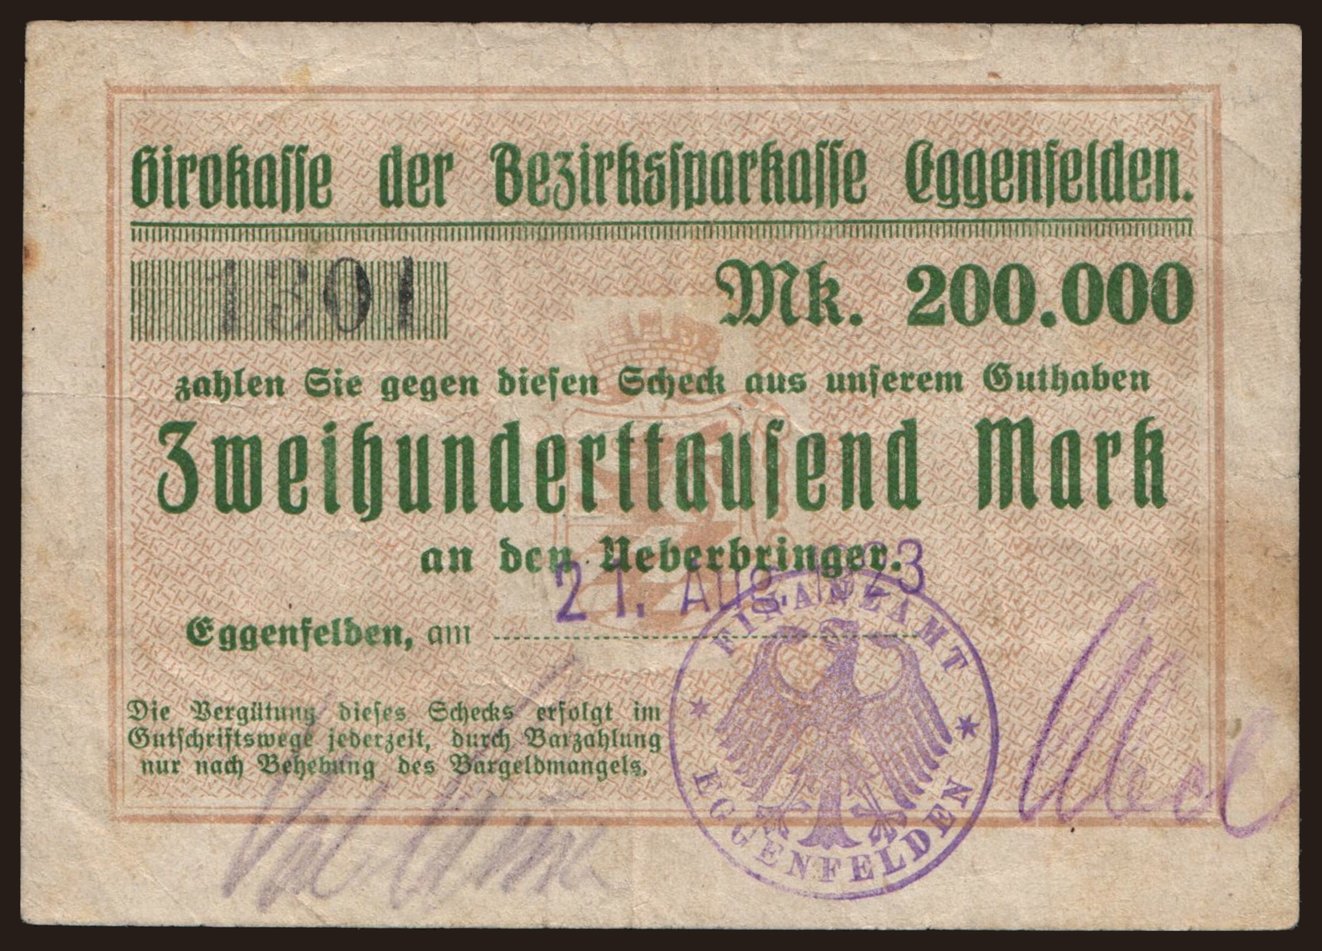 Girokasse der Bezirkssparkasse Eggenfelden.
1301
Mk. 200.000
zahlen Sie gegen diesen Scheck aus unserem Guthaben
Zweihunderttausend Mark
an den Ueberbringer.
21. AUG. 1923
Eggenfelden, am
FINANZAMT
EGGENFELDEN
Die Vergütung dieses Schecks erfolgt im
Gutschriftswege jederzeit, durch Barzahlung
nur nach Behebung des Bargeldmangels.